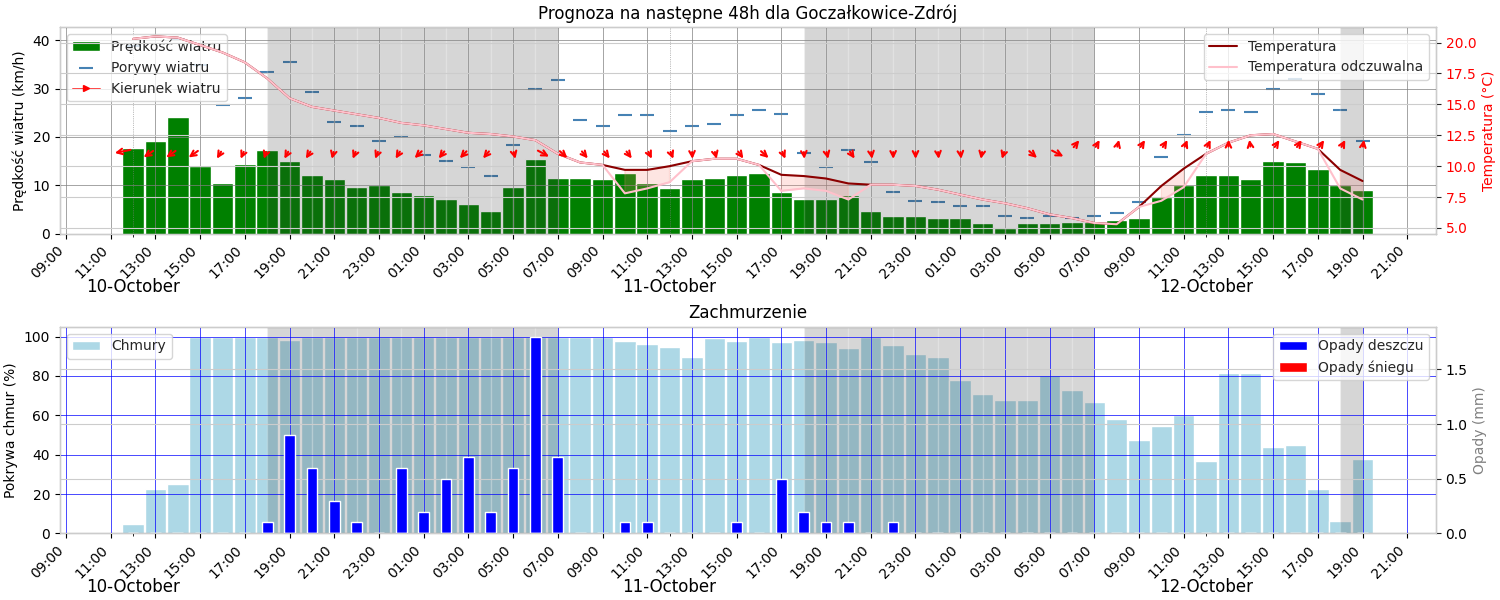 Prognoza na następne 48h dla Goczałkowice-Zdrój
Prędkość wiatru (km/h)
40
30
20
10
0
Prędkość wiatru
Porywy wiatru
Kierunek wiatru
Temperatura
Temperatura odczuwalna
20.0
17.5
15.0
12.5
10.0
7.5
5.0
Temperatura (°C)
09:00 11:00 13:00 15:00 17:00 19:00 21:00 23:00 01:00 03:00 05:00 07:00 09:00 11:00 13:00 15:00 17:00 19:00 21:00 23:00 01:00 03:00 05:00 07:00 09:00 11:00 13:00 15:00 17:00 19:00 21:00
10-October 11-October 12-October
Zachmurzenie
Pokrywa chmur (%)
100
80
60
40
20
0
Chmury
Opady deszczu
Opady śniegu
1.5
1.0
0.5
0.0
Opady (mm)
09:00 11:00 13:00 15:00 17:00 19:00 21:00 23:00 01:00 03:00 05:00 07:00 09:00 11:00 13:00 15:00 17:00 19:00 21:00 23:00 01:00 03:00 05:00 07:00 09:00 11:00 13:00 15:00 17:00 19:00 21:00
10-October 11-October 12-October